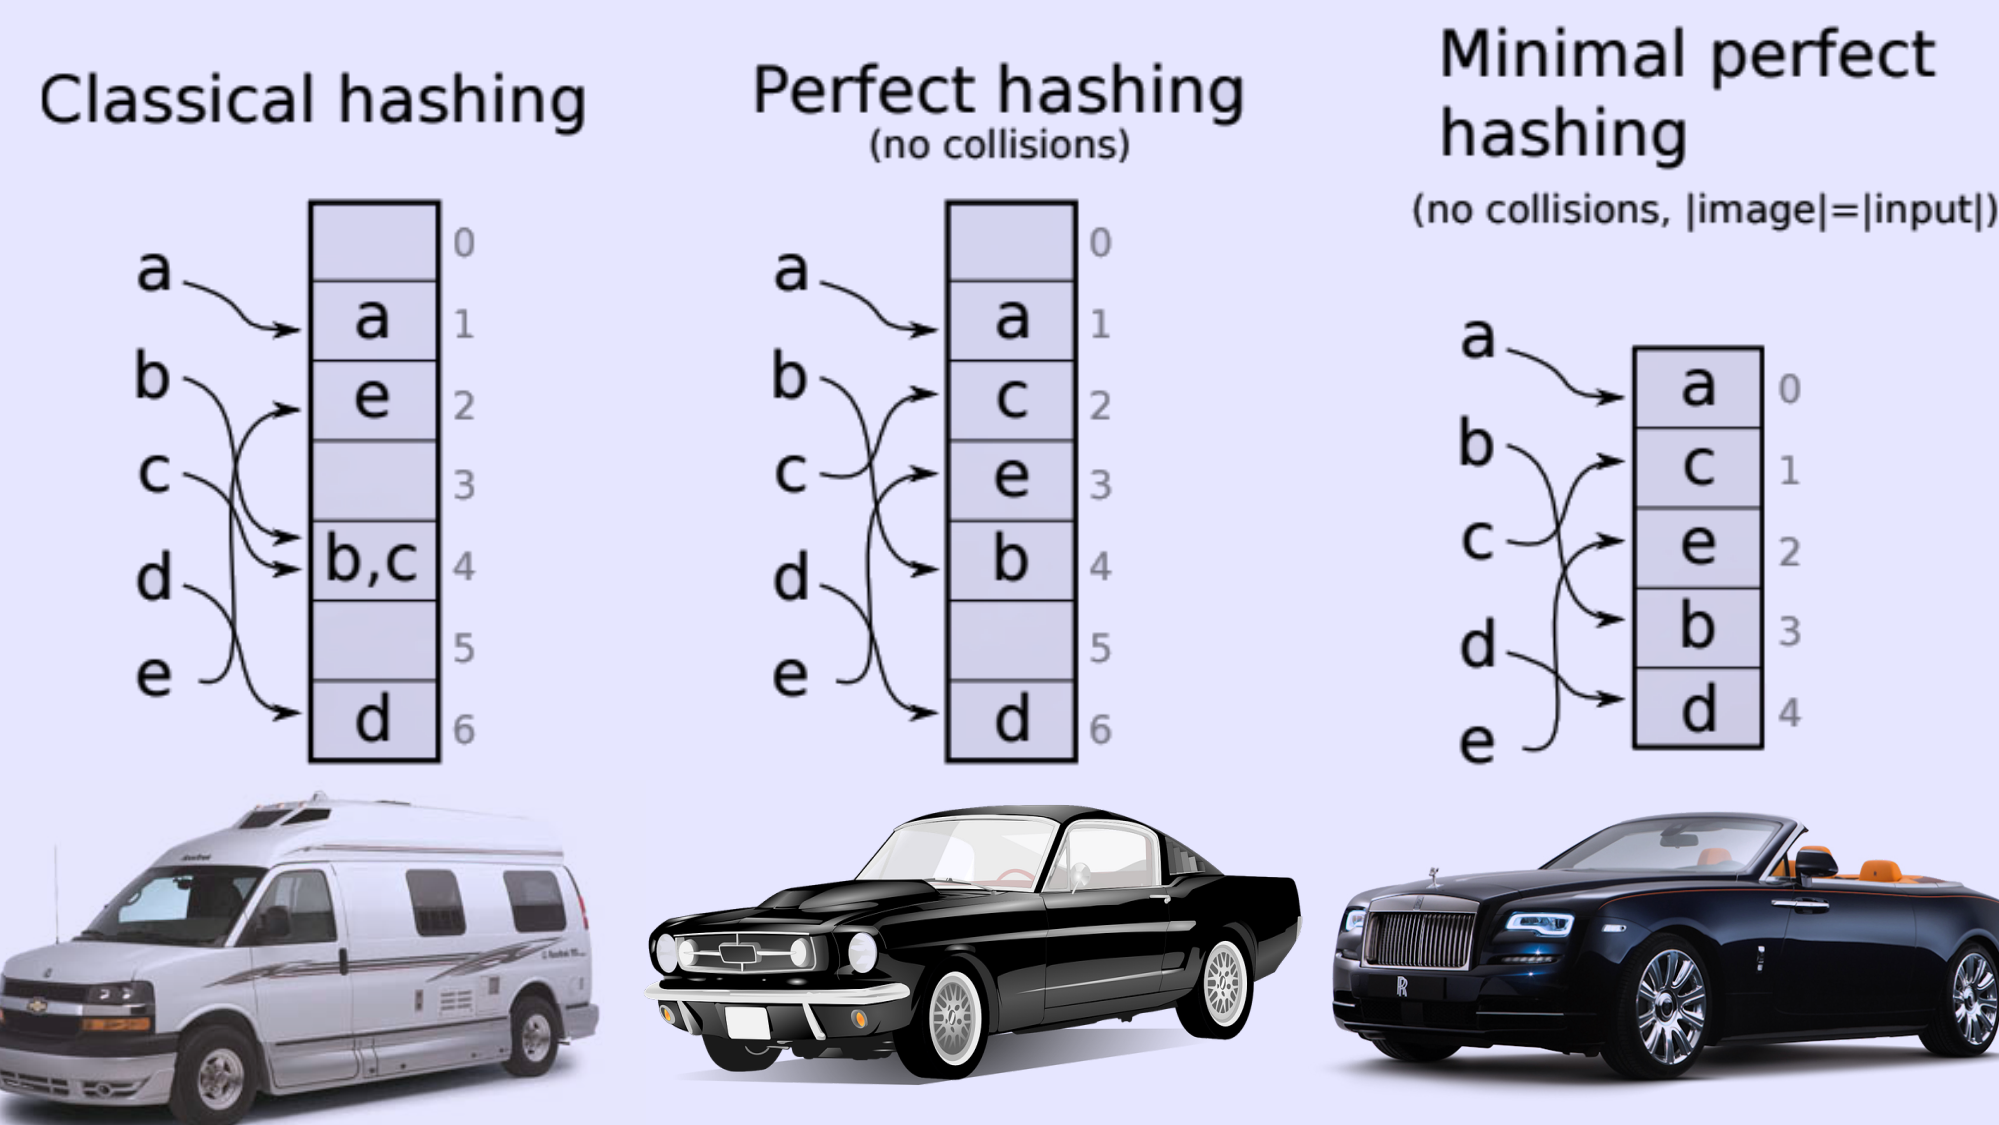 Classical hashing
a
b
c
d
e
a
e
b,c
d
0
1
2
3
4
5
6
Perfect hashing
(no collisions)
a
b
c
d
e
a
c
e
b
d
0
1
2
3
4
5
6
Minimal perfect
hashing
(no collisions, |image|=|input|)
a
b
c
d
e
a
c
e
b
d
0
1
2
3
4